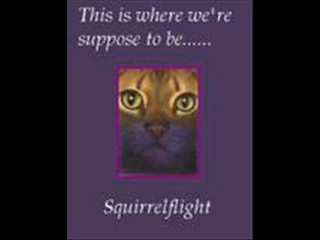 This is where we're
suppose to be......
Squirrelflight